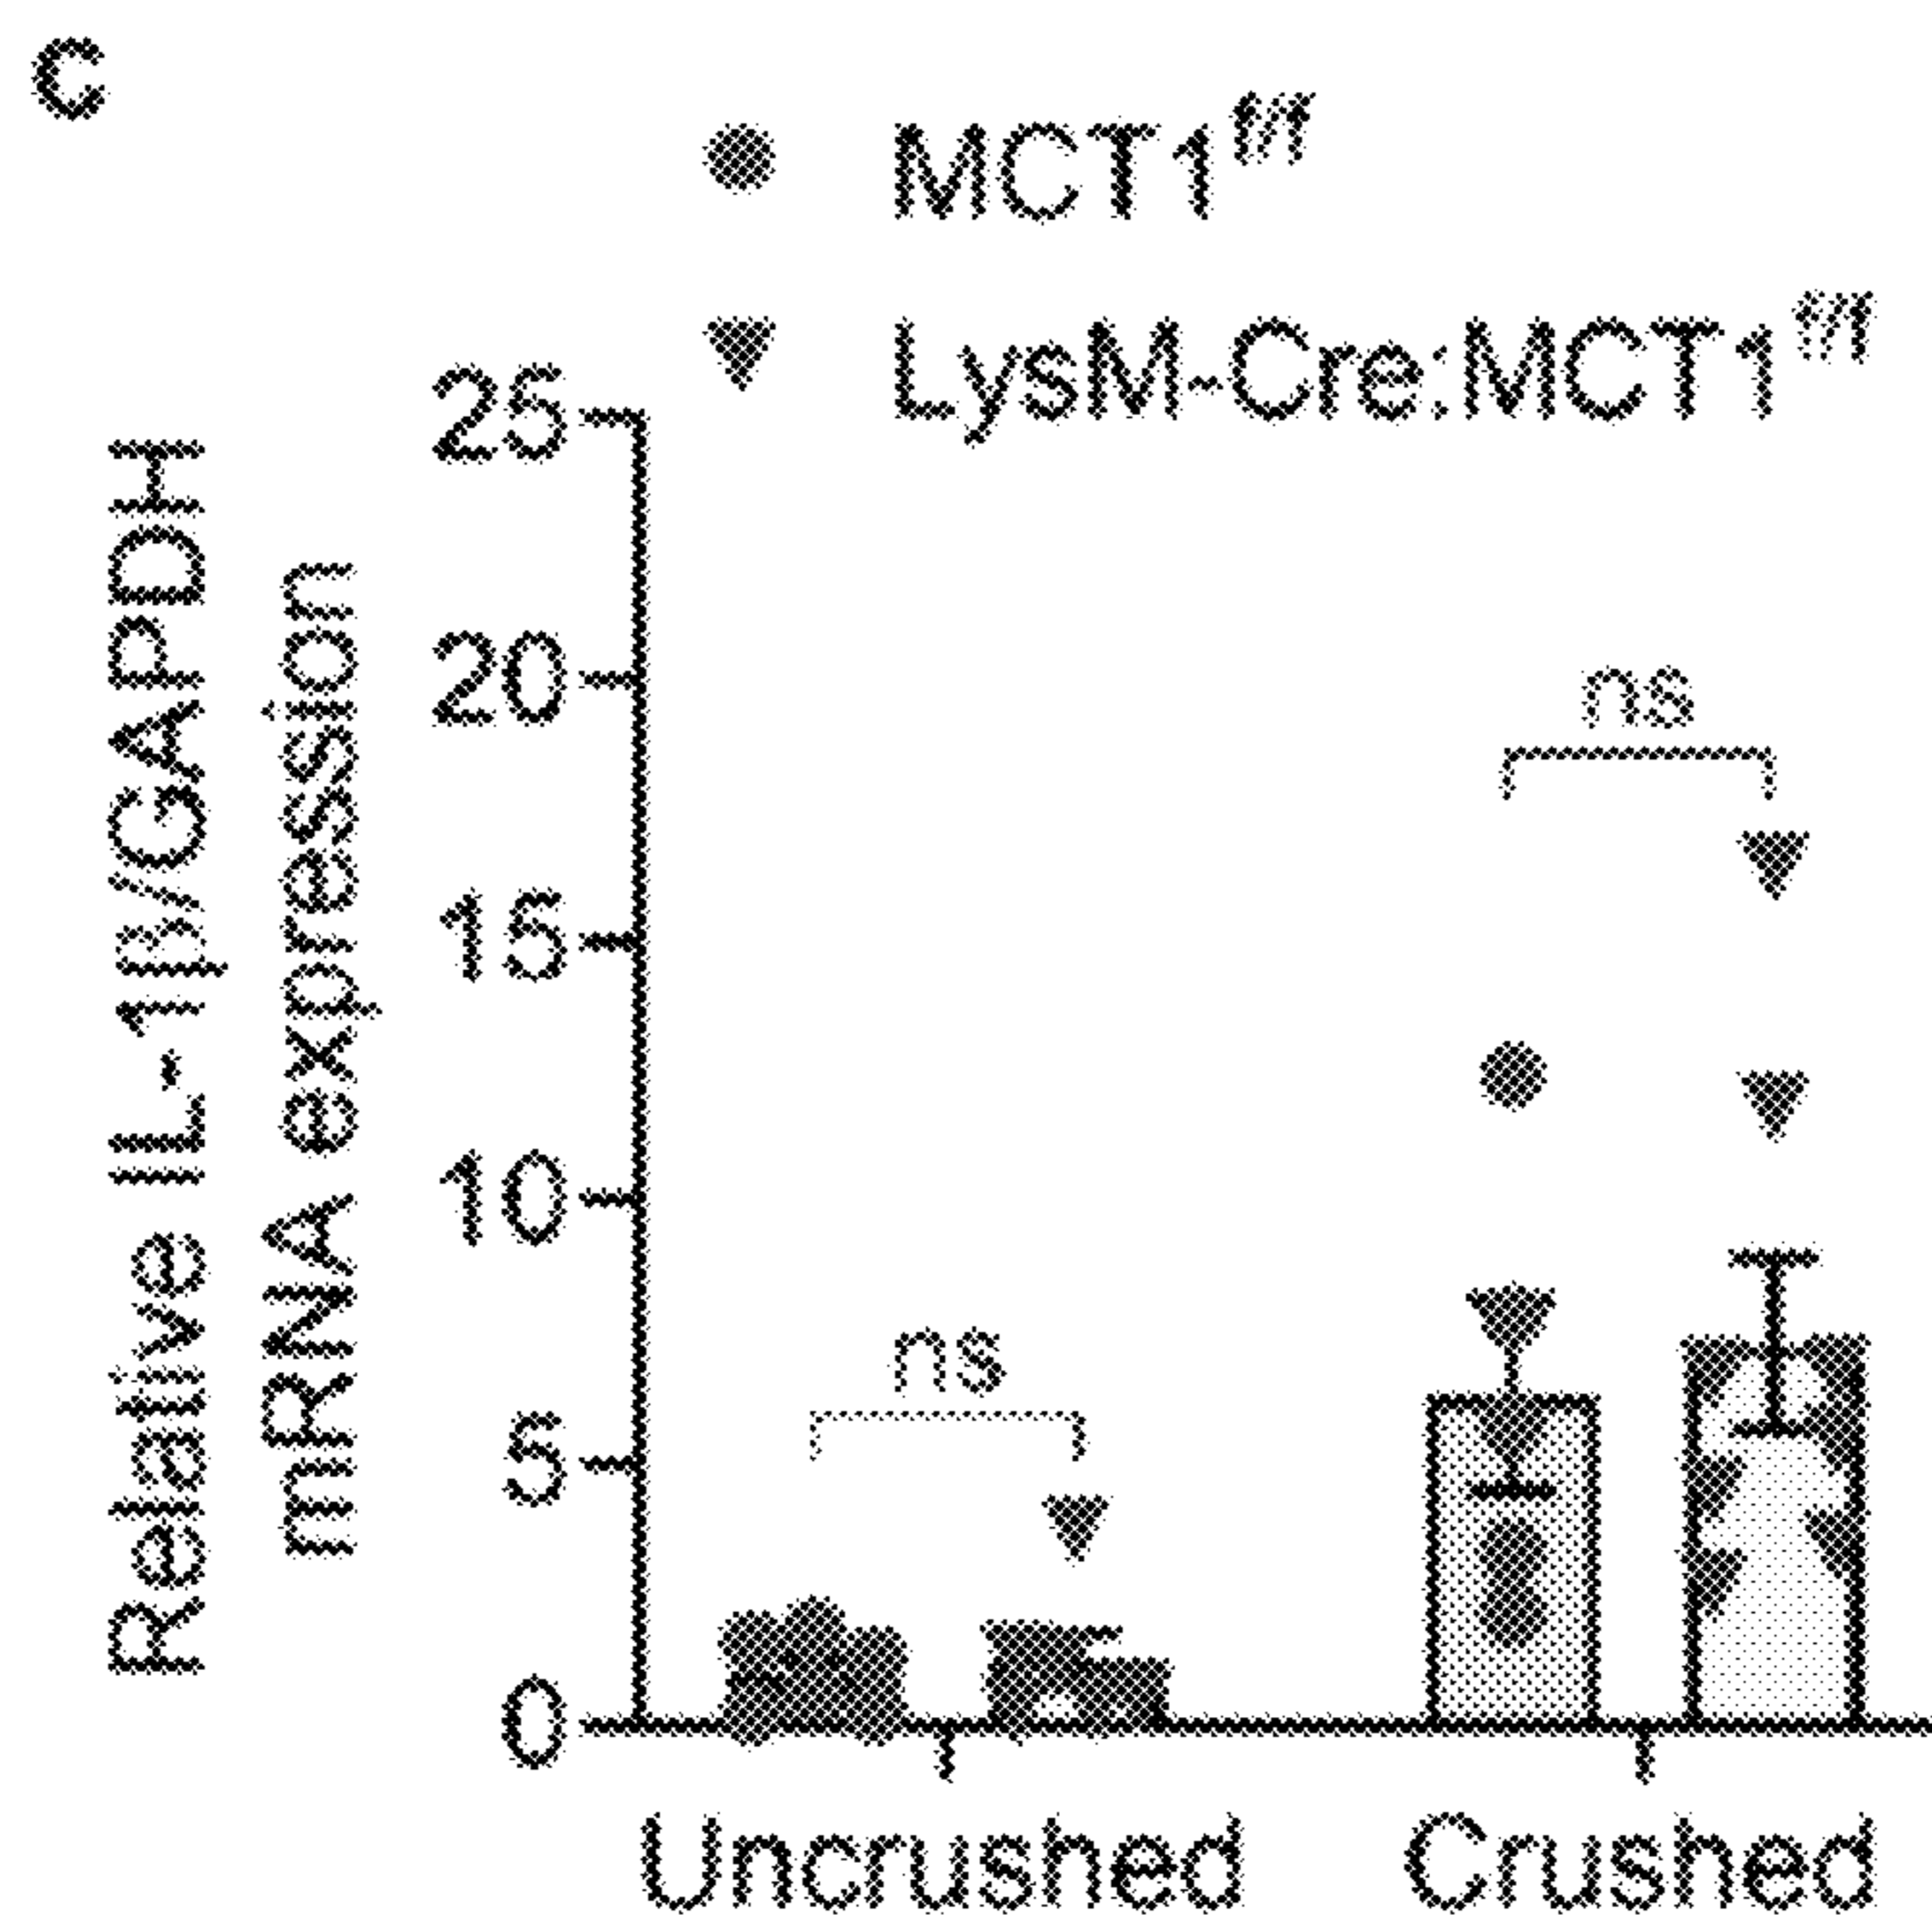 c
MCT1f/f
LysM-Cre:MCT1f/f
Relative IL-1β/GAPDH
mRNA expression
25
20
15
10
5
0
ns
ns
Uncrushed
Crushed